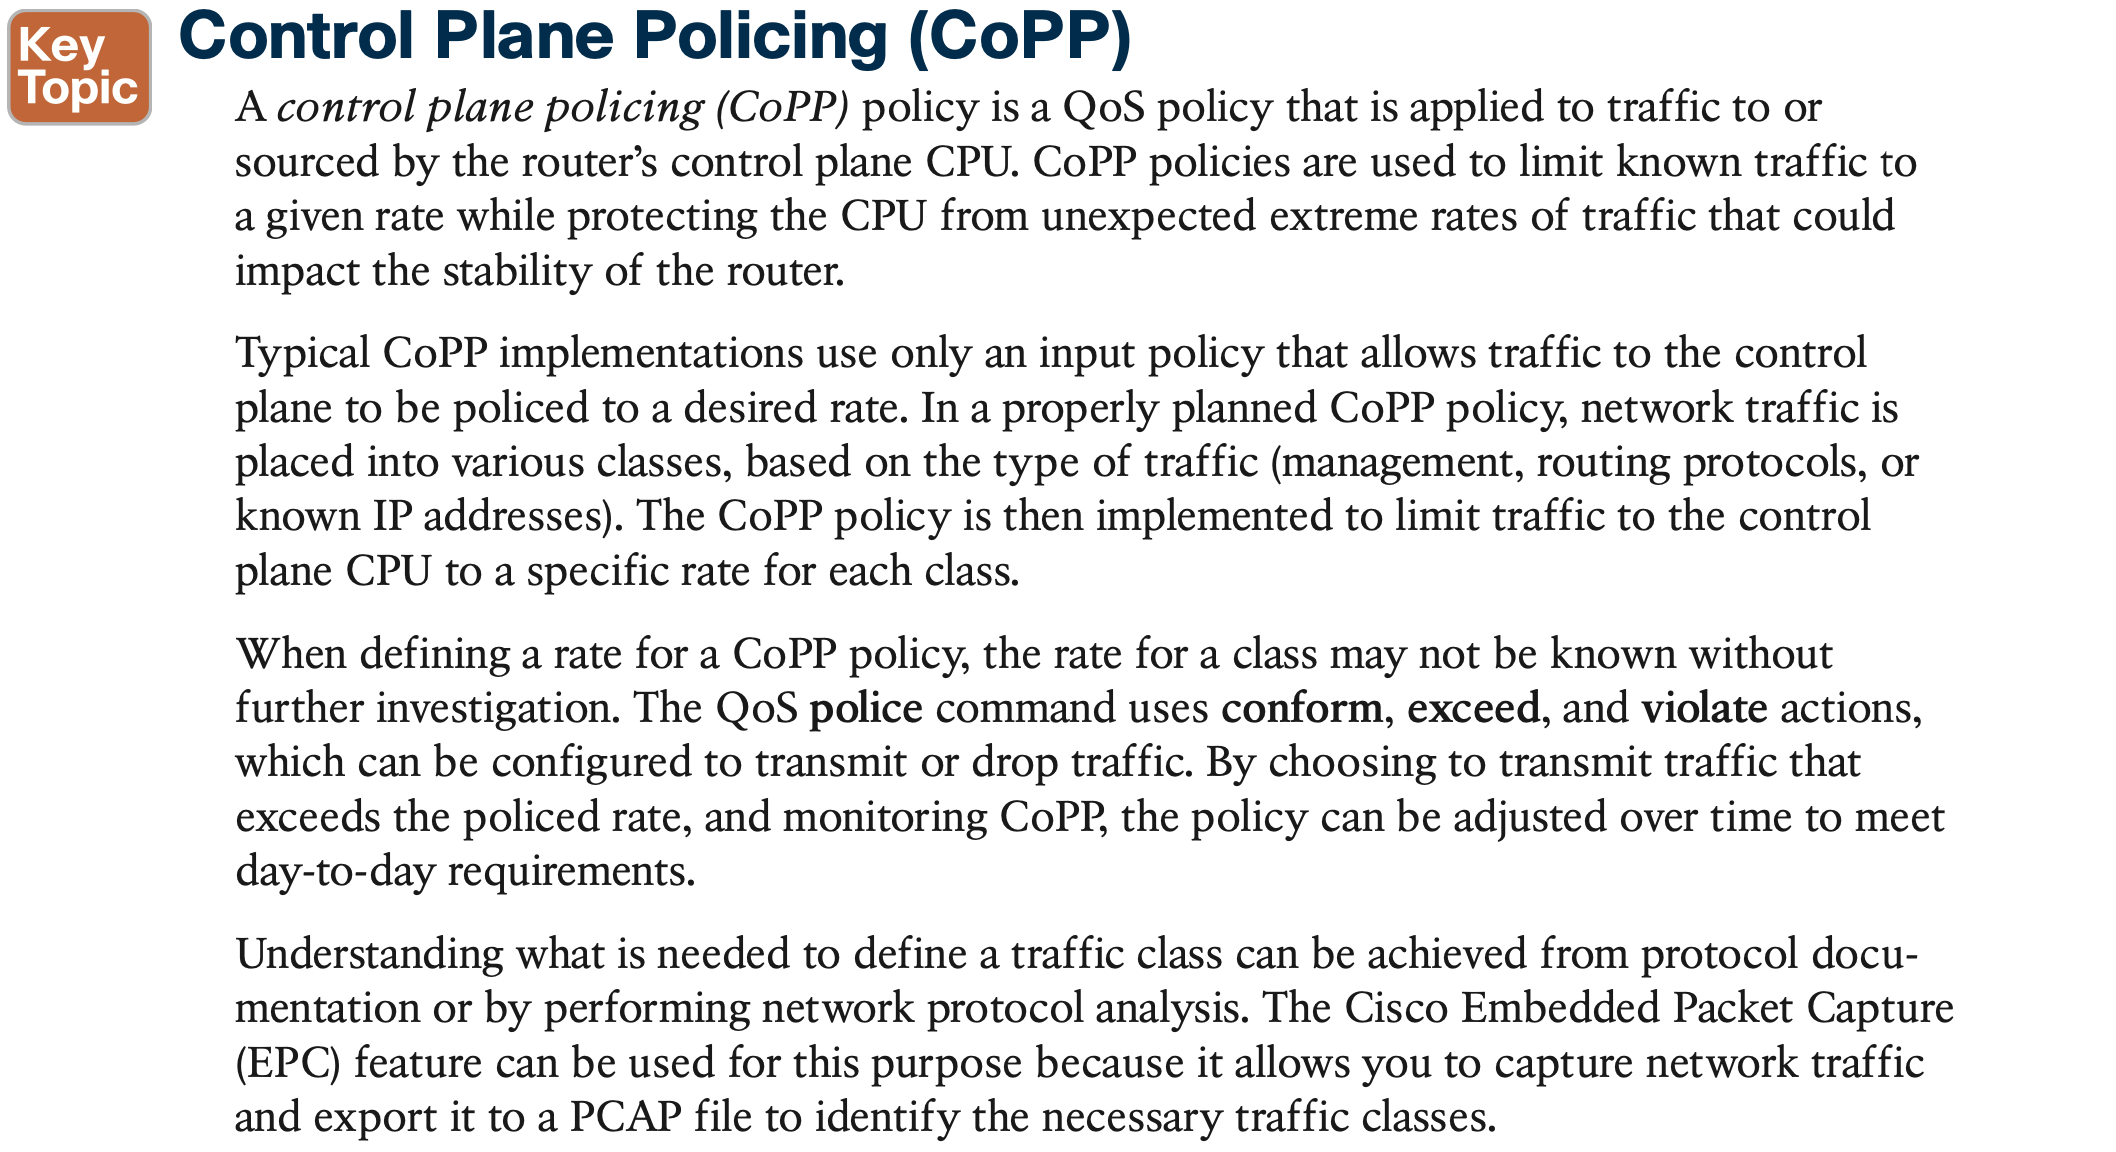 Key
Topic
Control Plane Policing (CoPP)
A control plane policing (CoPP) policy is a QoS policy that is applied to traffic to or
sourced by the router’s control plane CPU. CoPP policies are used to limit known traffic to
a given rate while protecting the CPU from unexpected extreme rates of traffic that could
impact the stability of the router.
Typical CoPP implementations use only an input policy that allows traffic to the control
plane to be policed to a desired rate. In a properly planned CoPP policy, network traffic is
placed into various classes, based on the type of traffic (management, routing protocols, or
known IP addresses). The CoPP policy is then implemented to limit traffic to the control
plane CPU to a specific rate for each class.
When defining a rate for a CoPP policy, the rate for a class may not be known without
further investigation. The QoS police command uses conform, exceed, and violate actions,
which can be configured to transmit or drop traffic. By choosing to transmit traffic that
exceeds the policed rate, and monitoring CoPP, the policy can be adjusted over time to meet
day-to-day requirements.
Understanding what is needed to define a traffic class can be achieved from protocol docu-
mentation or by performing network protocol analysis. The Cisco Embedded Packet Capture
(EPC) feature can be used for this purpose because it allows you to capture network traffic
and export it to a PCAP file to identify the necessary traffic classes.